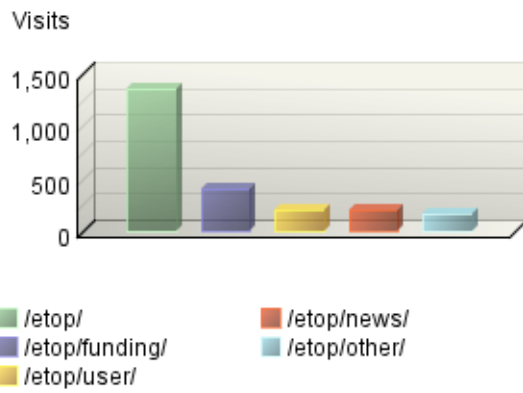 Visits
1,500
1,000
500
0
/etop/
/etop/funding/
/etop/user/
/etop/news/
/etop/other/